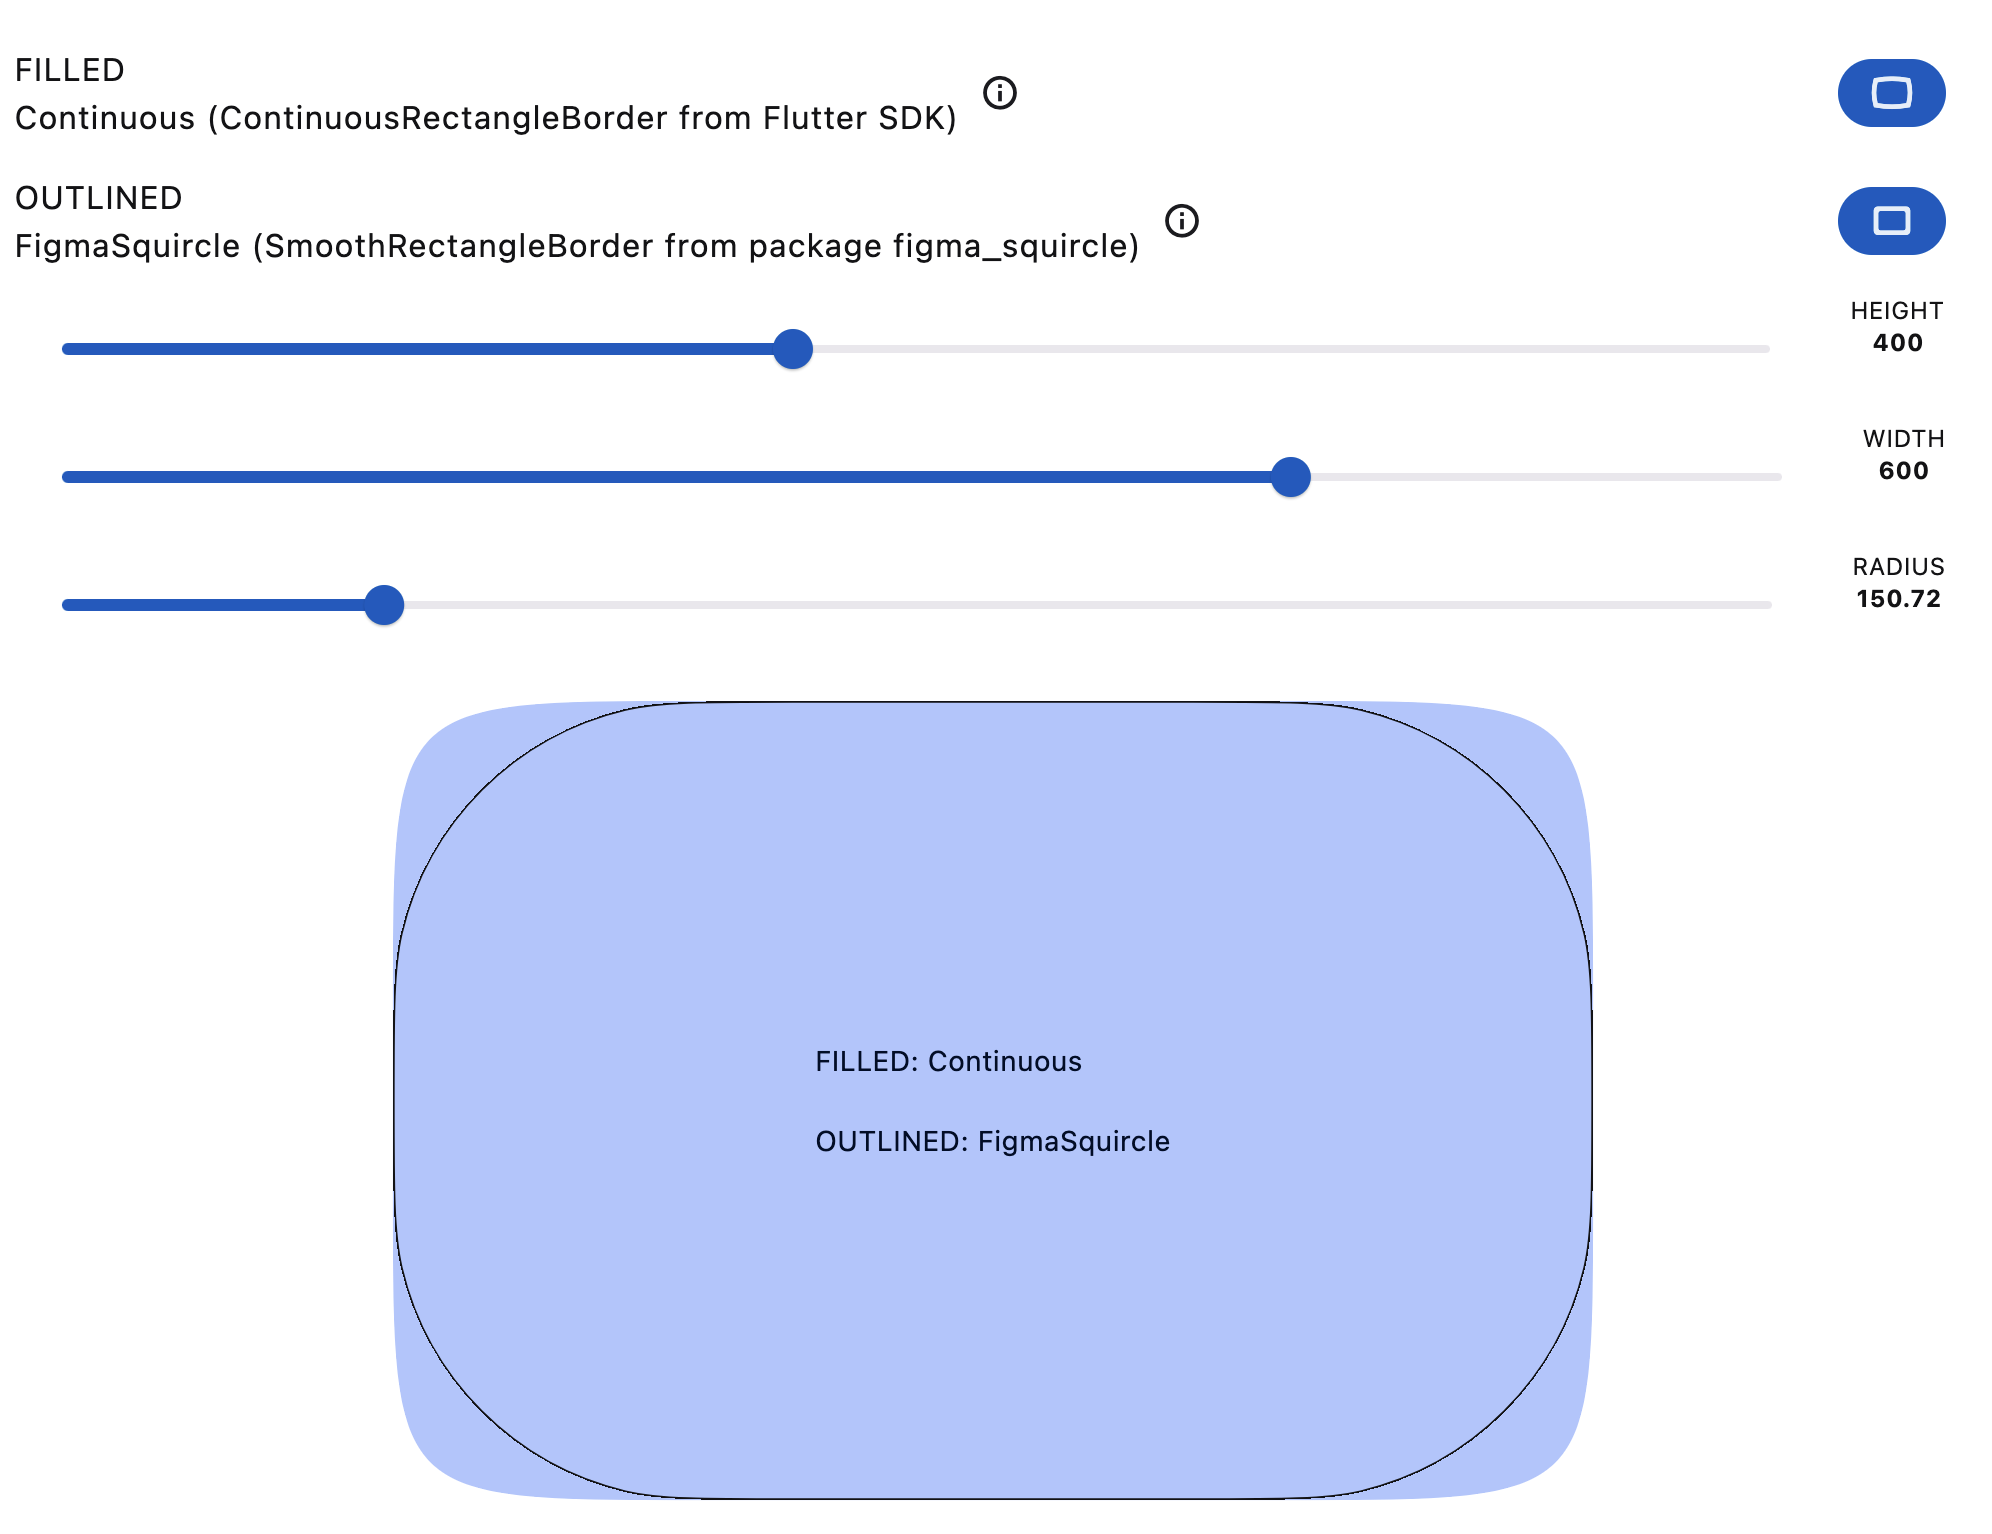 FILLED
Continuous (ContinuousRectangleBorder from Flutter SDK)
OUTLINED
FigmaSquircle (SmoothRectangleBorder from package figma_squircle)
HEIGHT
400
WIDTH
600
RADIUS
150.72
FILLED: Continuous
OUTLINED: FigmaSquircle